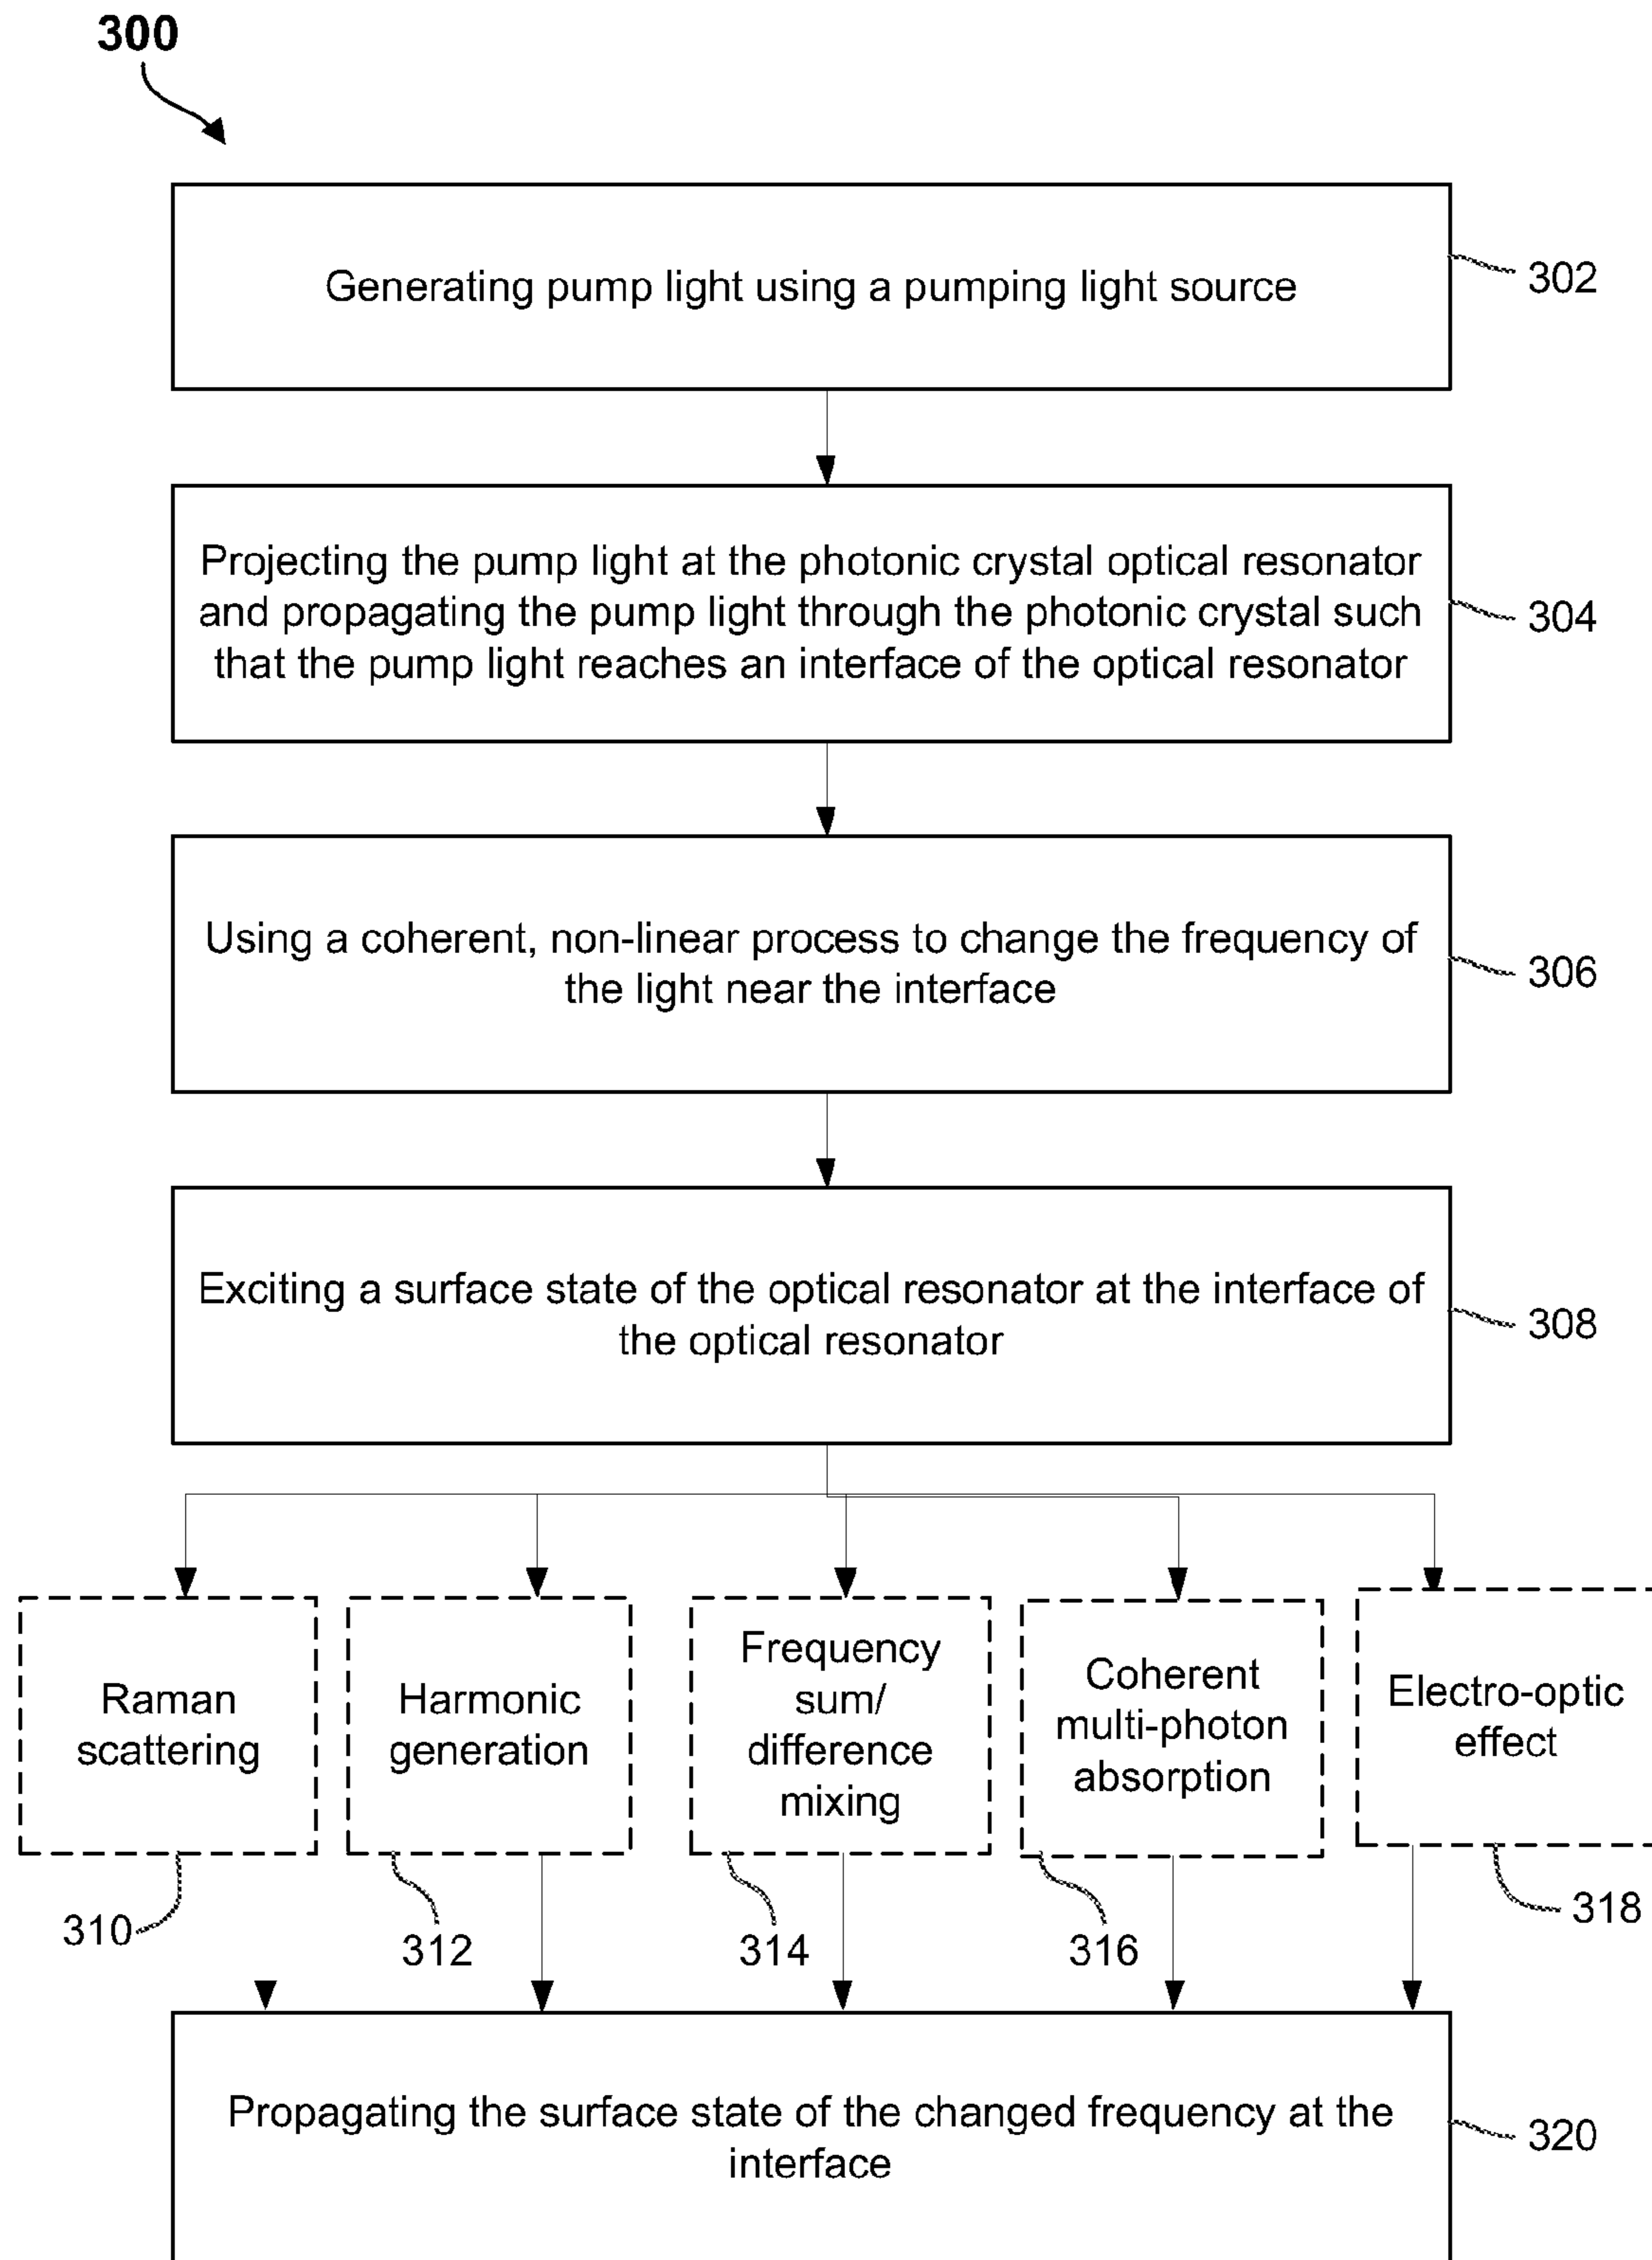 300
Generating pump light using a pumping light source
302
Projecting the pump light at the photonic crystal optical resonator
and propagating the pump light through the photonic crystal such
that the pump light reaches an interface of the optical resonator
304
Using a coherent, non-linear process to change the frequency of
the light near the interface
306
Exciting a surface state of the optical resonator at the interface of
the optical resonator
308
Raman
scattering
310
Harmonic
generation
312
Frequency
sum/
difference
mixing
314
Coherent
multi-photon
absorption
316
Electro-optic
effect
318
Propagating the surface state of the changed frequency at the
interface
320